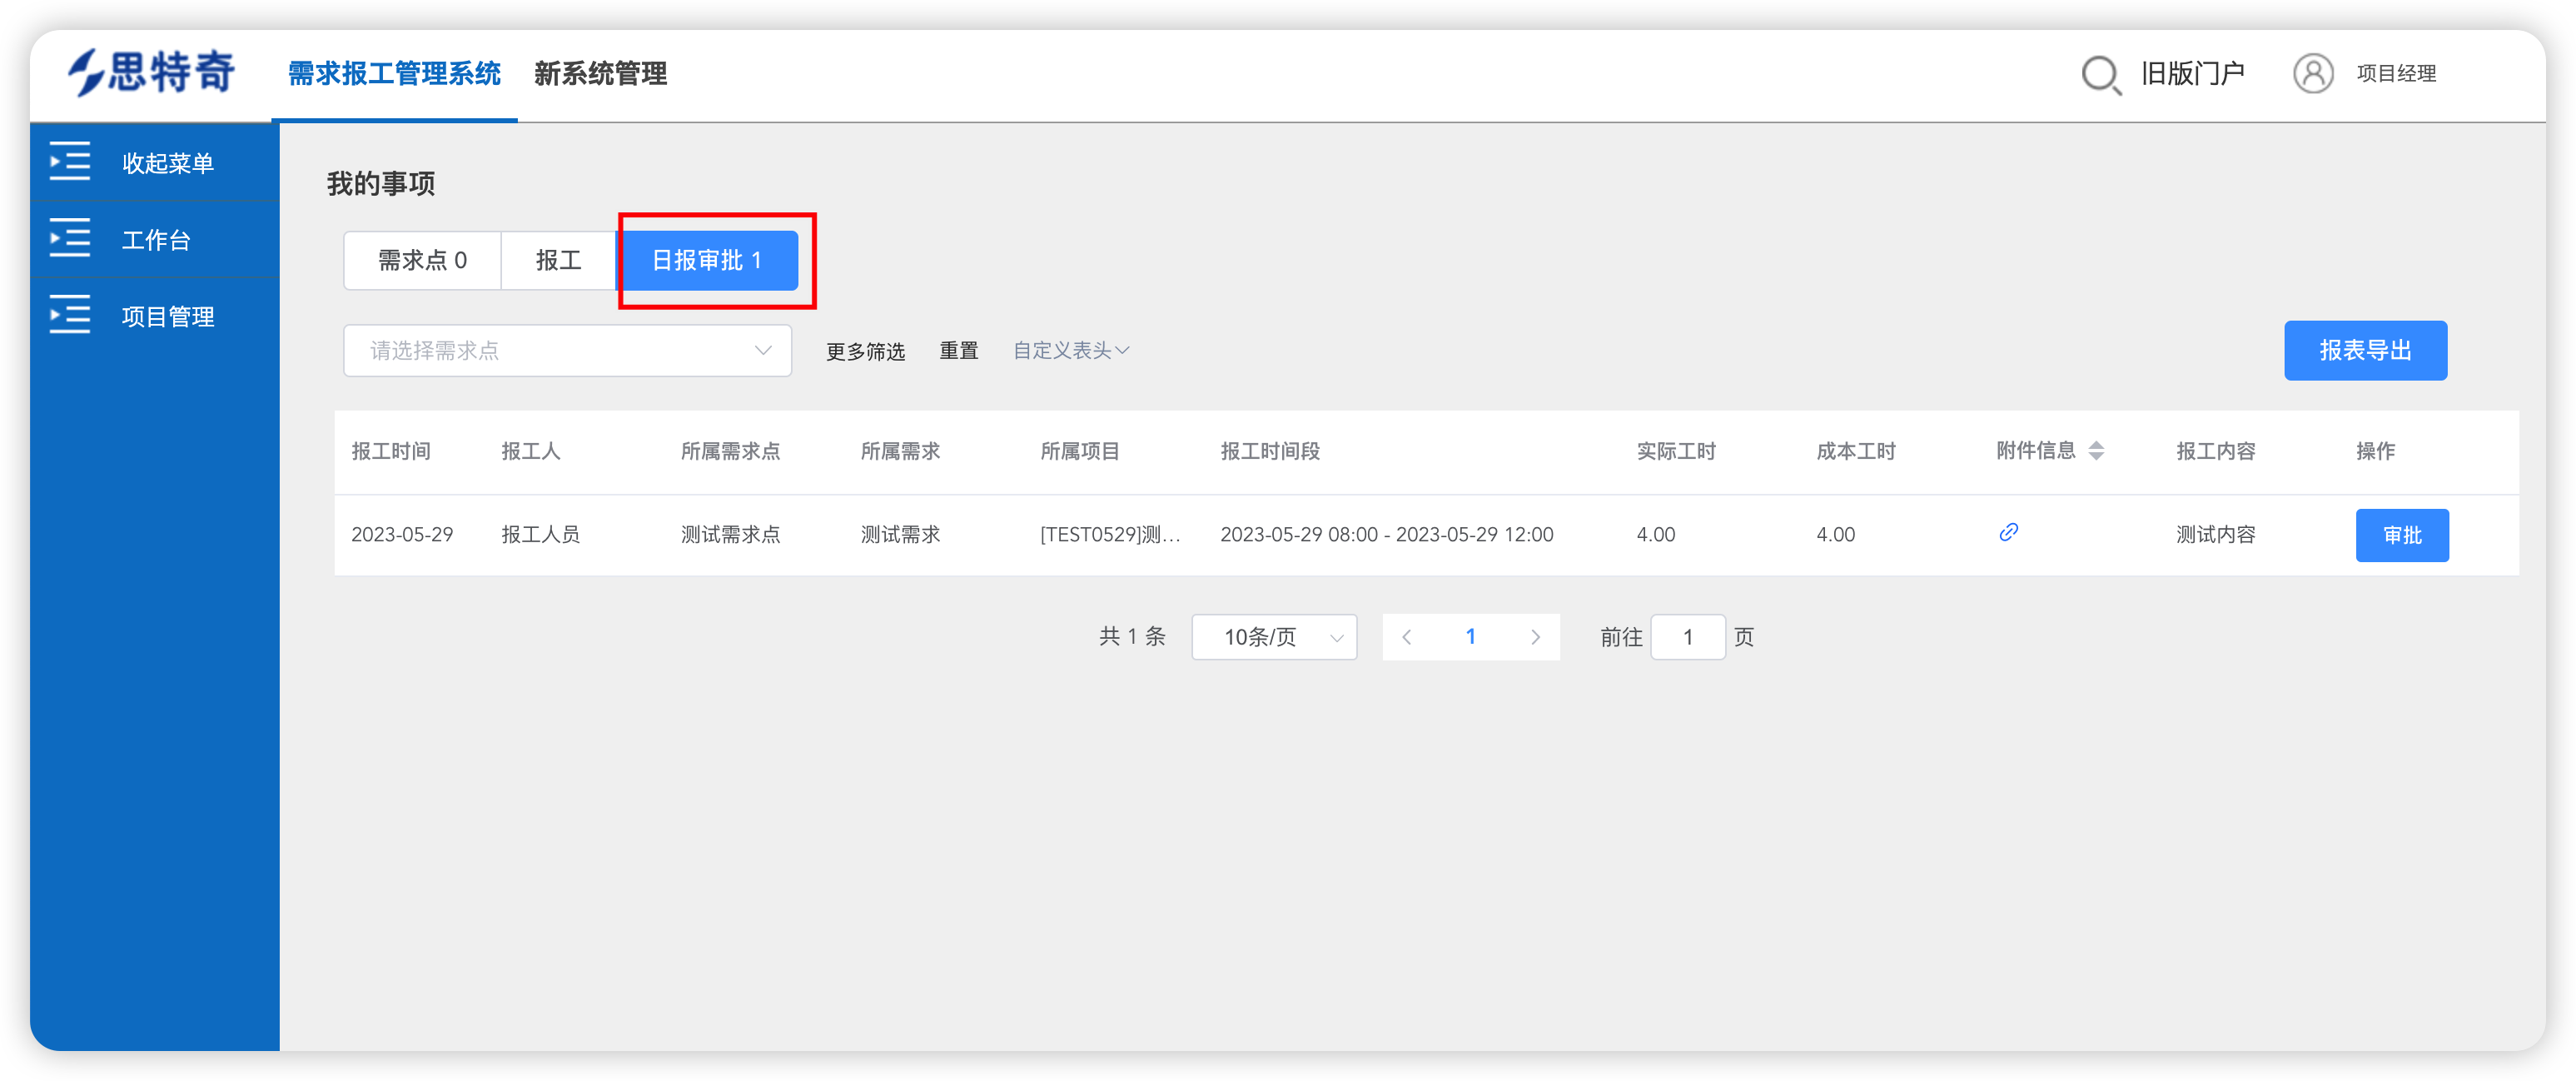 思特奇 需求报工管理系统 新系统管理 旧版门户 项目经理
收起菜单
工作台
项目管理
我的事项
需求点 0 报工 日报审批 1
请选择需求点 更多筛选 重置 自定义表头 报表导出
报工时间 报工人 所属需求点 所属需求 所属项目 报工时间段 实际工时 成本工时 附件信息 报工内容 操作
2023-05-29 报工人员 测试需求点 测试需求 [TEST0529]测... 2023-05-29 08:00 - 2023-05-29 12:00 4.00 4.00 测试内容 审批
共 1 条 10条/页 1 前往 1 页